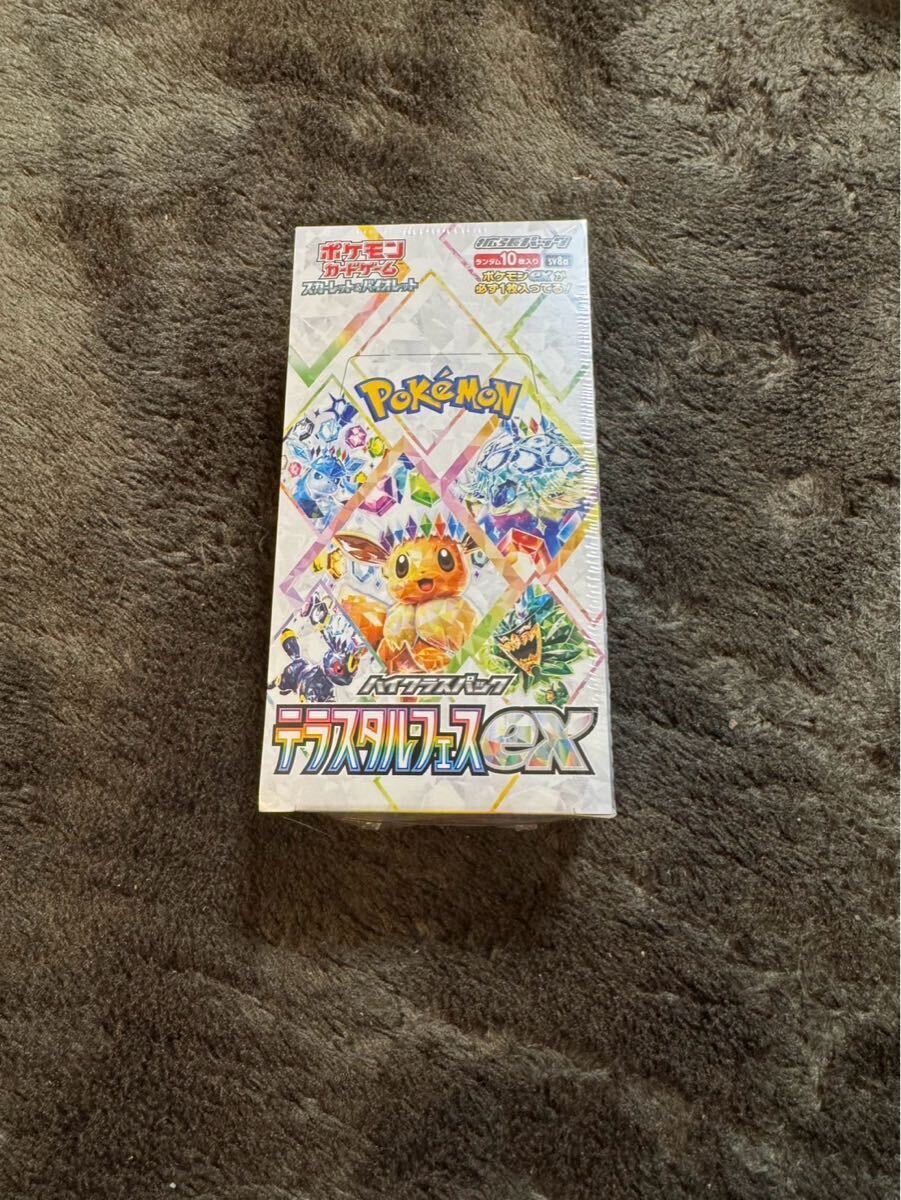 ポケモン
カードゲーム
スカーレット&バイオレット
拡張パック
ランダム10枚入り sv8a
ポケモンexが
必ず1枚入ってる!
POKéMON
ハイクラスパック
テラスタルフェスex